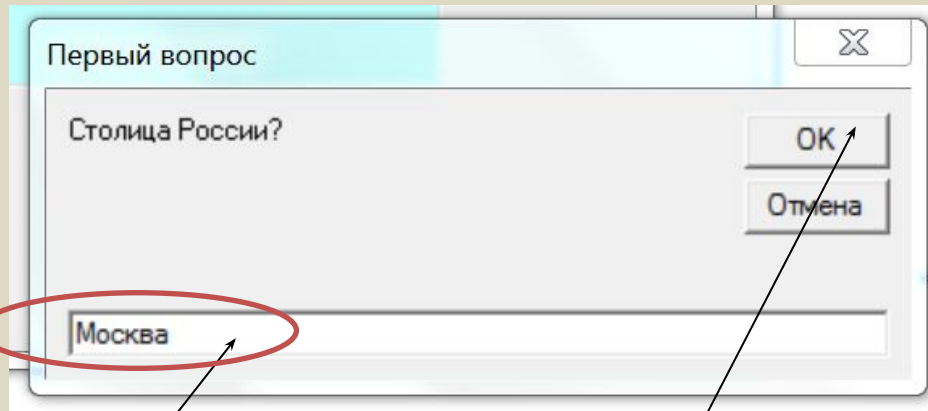 Первый вопрос
Столица России?
OK
Отмена
Москва